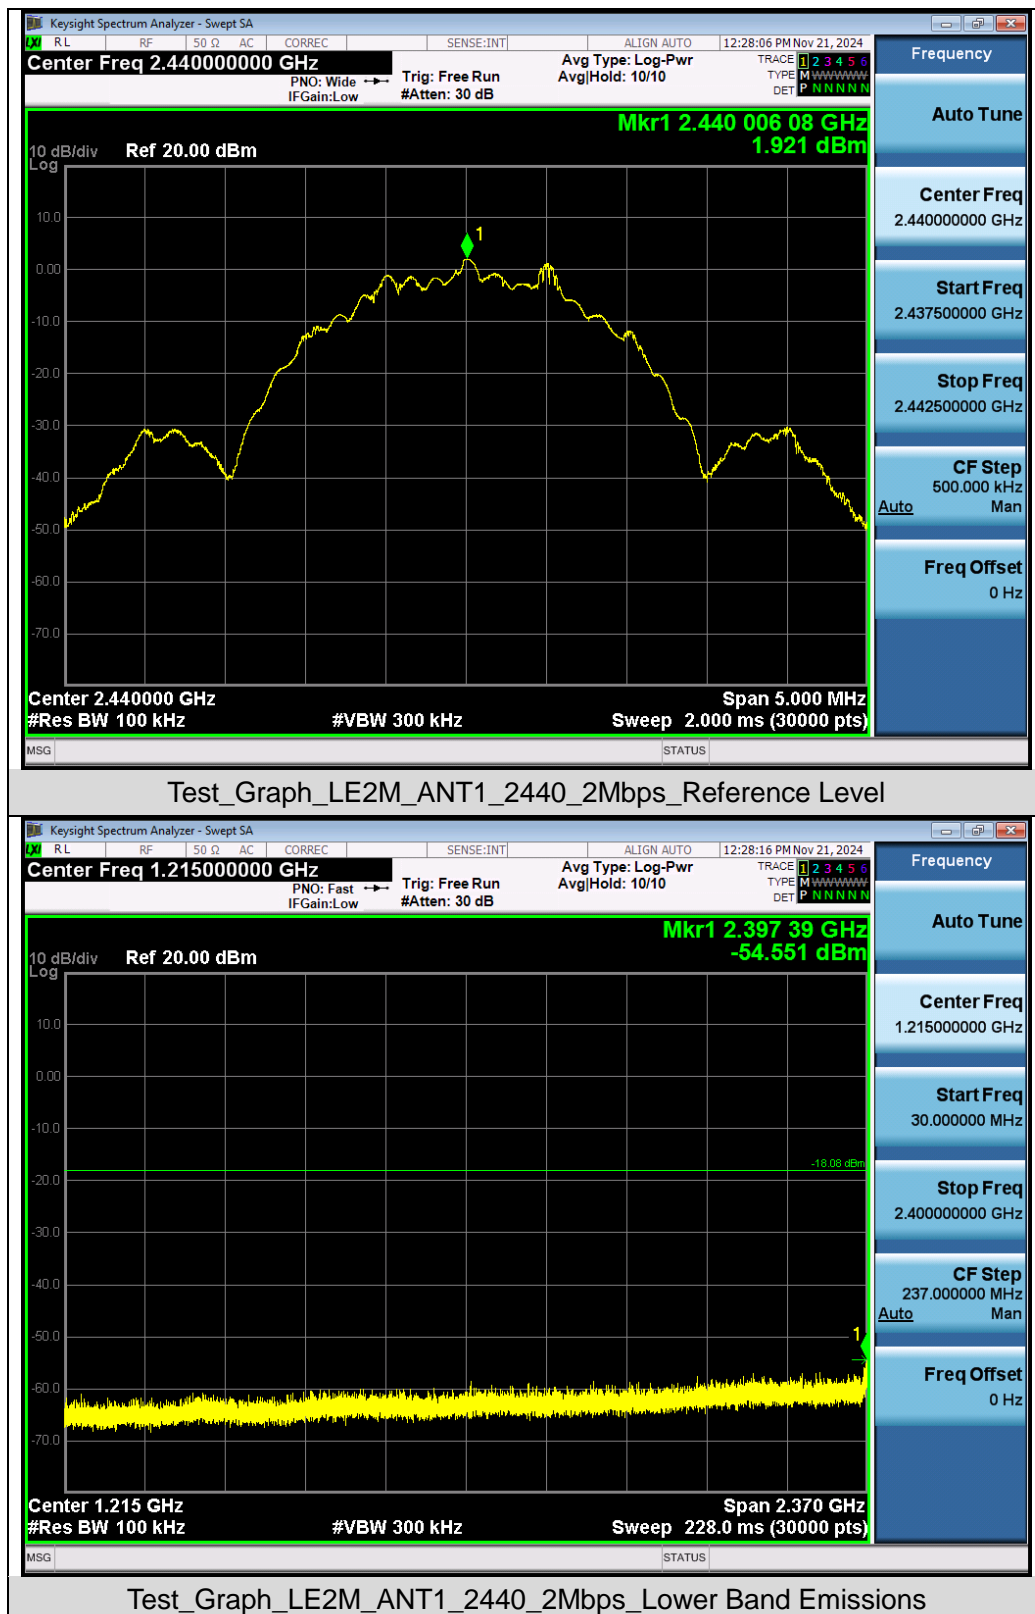 Keysight Spectrum Analyzer - Swept SA
LXI RL RF 50 Ω AC CORREC SENSE:INT ALIGN AUTO 12:28:06 PM Nov 21, 2024
Center Freq 2.440000000 GHz
PNO: Wide
IFGain:Low
Trig: Free Run
#Atten: 30 dB
Avg Type: Log-Pwr
Avg|Hold: 10/10
TRACE 1 2 3 4 5 6
TYPE M WWWWW
DET P N N N N N
Mkr1 2.440 006 08 GHz
1.921 dBm
10 dB/div Ref 20.00 dBm
Log
1
10.0
0.00
-10.0
-20.0
-30.0
-40.0
-50.0
-60.0
-70.0
Center 2.440000 GHz Span 5.000 MHz
#Res BW 100 kHz #VBW 300 kHz Sweep 2.000 ms (30000 pts)
MSG STATUS
Frequency
Auto Tune
Center Freq
2.440000000 GHz
Start Freq
2.437500000 GHz
Stop Freq
2.442500000 GHz
CF Step
500.000 kHz
Auto Man
Freq Offset
0 Hz
Test_Graph_LE2M_ANT1_2440_2Mbps_Reference Level
Keysight Spectrum Analyzer - Swept SA
LXI RL RF 50 Ω AC CORREC SENSE:INT ALIGN AUTO 12:28:16 PM Nov 21, 2024
Center Freq 1.215000000 GHz
PNO: Fast
IFGain:Low
Trig: Free Run
#Atten: 30 dB
Avg Type: Log-Pwr
Avg|Hold: 10/10
TRACE 1 2 3 4 5 6
TYPE M WWWWW
DET P N N N N N
Mkr1 2.397 39 GHz
-54.551 dBm
10 dB/div Ref 20.00 dBm
Log
10.0
0.00
-10.0
-18.08 dBm
-20.0
-30.0
-40.0
-50.0
1
-60.0
-70.0
Center 1.215 GHz Span 2.370 GHz
#Res BW 100 kHz #VBW 300 kHz Sweep 228.0 ms (30000 pts)
MSG STATUS
Frequency
Auto Tune
Center Freq
1.215000000 GHz
Start Freq
30.000000 MHz
Stop Freq
2.400000000 GHz
CF Step
237.000000 MHz
Auto Man
Freq Offset
0 Hz
Test_Graph_LE2M_ANT1_2440_2Mbps_Lower Band Emissions